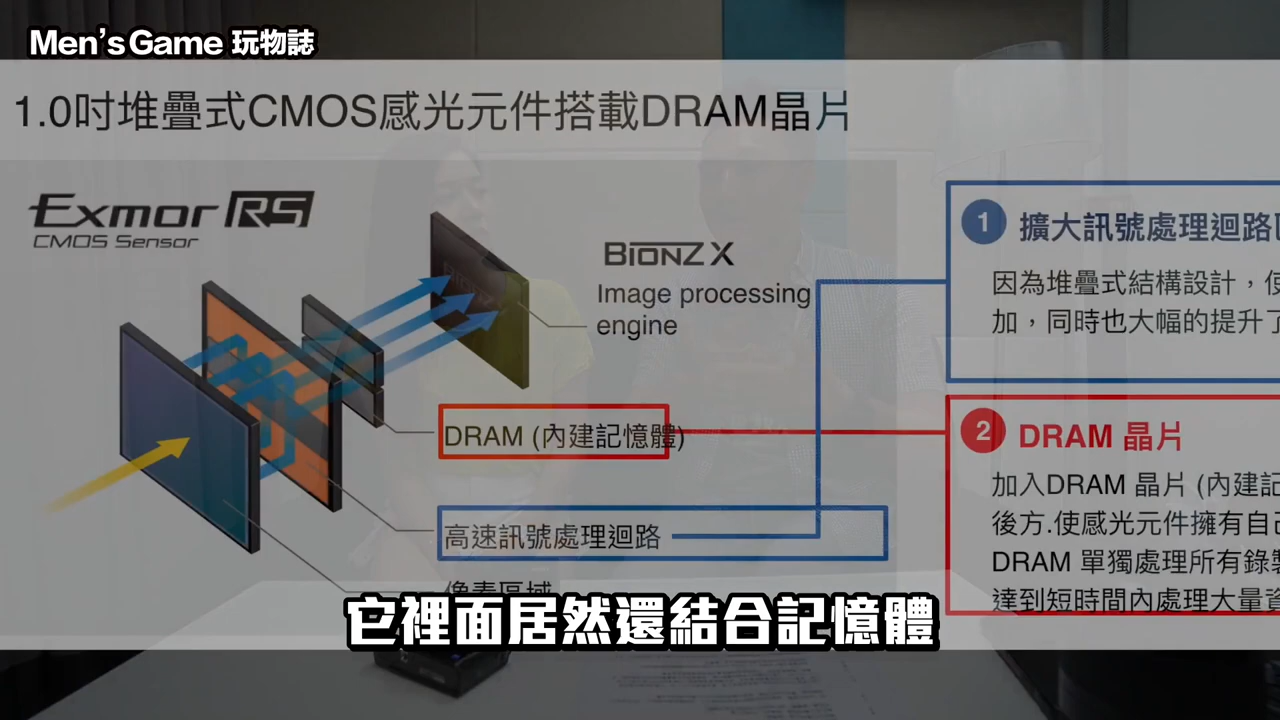 Men'sGame 玩物誌
1.0吋堆疊式CMOS感光元件搭載DRAM晶片
Exmor RS
CMOS Sensor
BIONZ X
Image processing
engine
DRAM (內建記憶體)
高速訊號處理迴路
像素區域
1 擴大訊號處理迴路
因為堆疊式結構設計，使
加，同時也大幅的提升了
2 DRAM 晶片
加入DRAM 晶片 (內建記
後方.使感光元件擁有自己
DRAM 單獨處理所有錄製
達到短時間內處理大量資
它裡面居然還結合記憶體